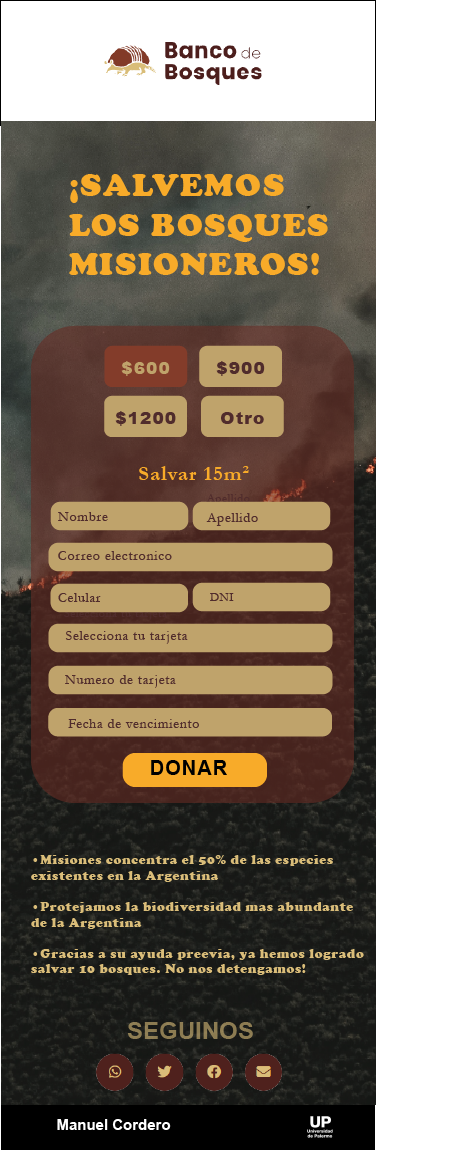 Banco de
Bosques
¡SALVEMOS
LOS BOSQUES
MISIONEROS!
$600 $900
$1200 Otro
Salvar 15m²
Apellido
Nombre Apellido
Correo electronico
Celular DNI
Selecciona tu tarjeta
Numero de tarjeta
Fecha de vencimiento
DONAR
•Misiones concentra el 50% de las especies
existentes en la Argentina
•Protejamos la biodiversidad mas abundante
de la Argentina
•Gracias a su ayuda preevia, ya hemos logrado
salvar 10 bosques. No nos detengamos!
SEGUINOS
Manuel Cordero
UP
Universidad
de Palermo